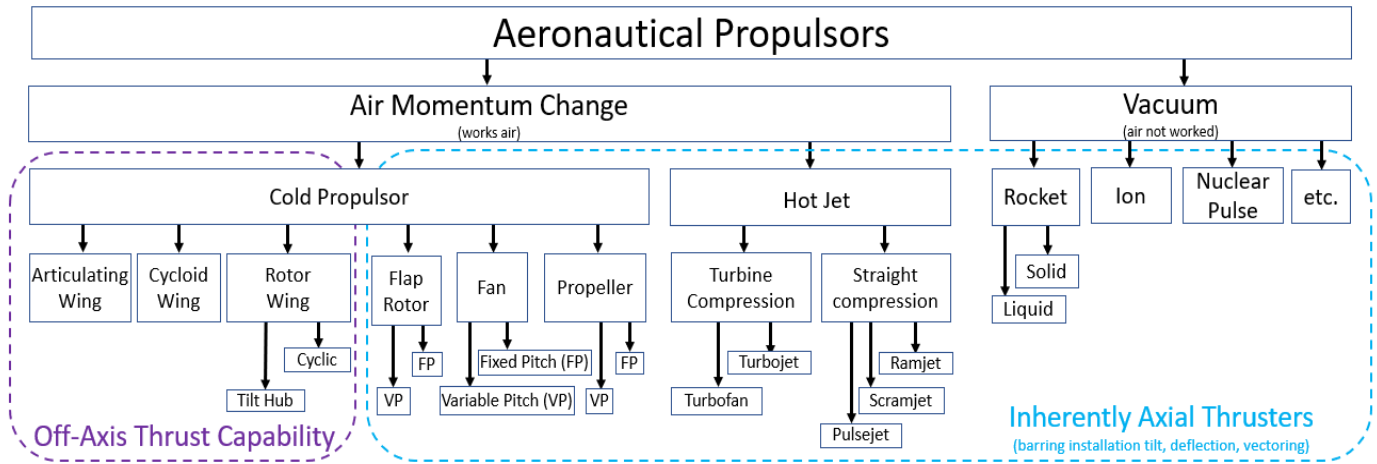 Aeronautical Propulsors
Air Momentum Change
(works air)
Vacuum
(air not worked)
Cold Propulsor
Hot Jet
Rocket
Ion
Nuclear
Pulse
etc.
Articulating
Wing
Cycloid
Wing
Rotor
Wing
Flap
Rotor
Fan
Propeller
Turbine
Compression
Straight
compression
Solid
Liquid
Cyclic
Tilt Hub
FP
VP
Fixed Pitch (FP)
Variable Pitch (VP)
FP
VP
Turbojet
Turbofan
Ramjet
Scramjet
Pulsejet
Off-Axis Thrust Capability
Inherently Axial Thrusters
(barring installation tilt, deflection, vectoring)